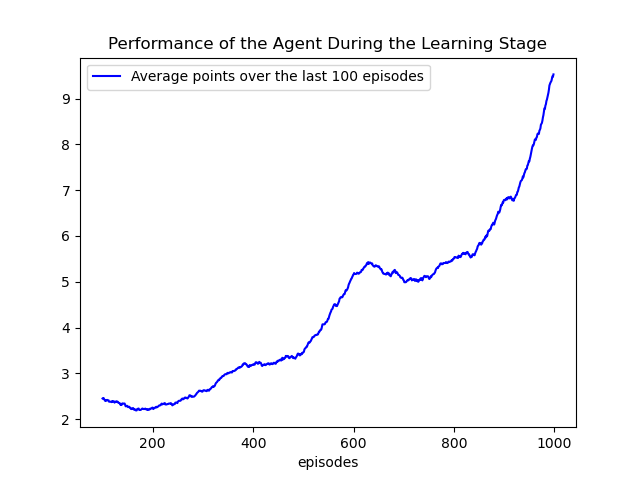 Performance of the Agent During the Learning Stage
Average points over the last 100 episodes
9
8
7
6
5
4
3
2
200 400 600 800 1000
episodes